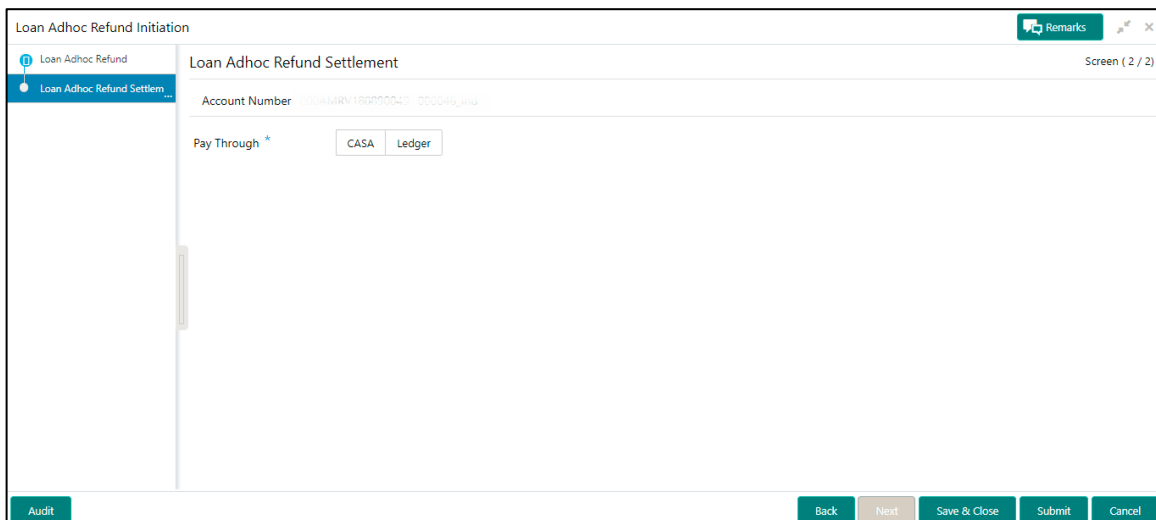 Loan Adhoc Refund Initiation
Remarks
Loan Adhoc Refund
Loan Adhoc Refund Settlem...
Loan Adhoc Refund Settlement
Screen ( 2 / 2)
Account Number
Pay Through *
CASA Ledger
Audit
Back Next Save & Close Submit Cancel